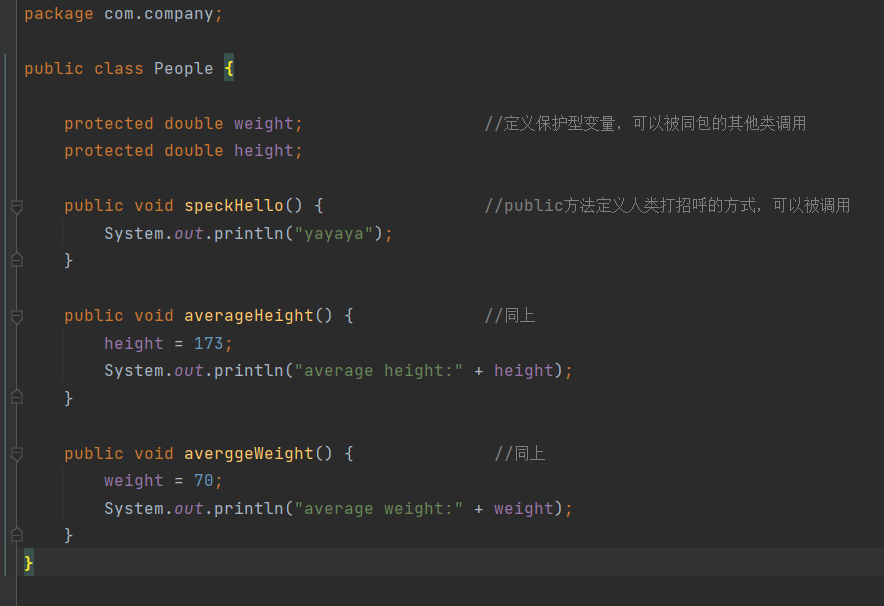 package com.company;
public class People {
protected double weight; //定义保护型变量，可以被同包的其他类调用
protected double height;
public void speckHello() { //public方法定义人类打招呼的方式，可以被调用
System.out.println("yayaya");
}
public void averageHeight() { //同上
height = 173;
System.out.println("average height:" + height);
}
public void averggeWeight() { //同上
weight = 70;
System.out.println("average weight:" + weight);
}
}